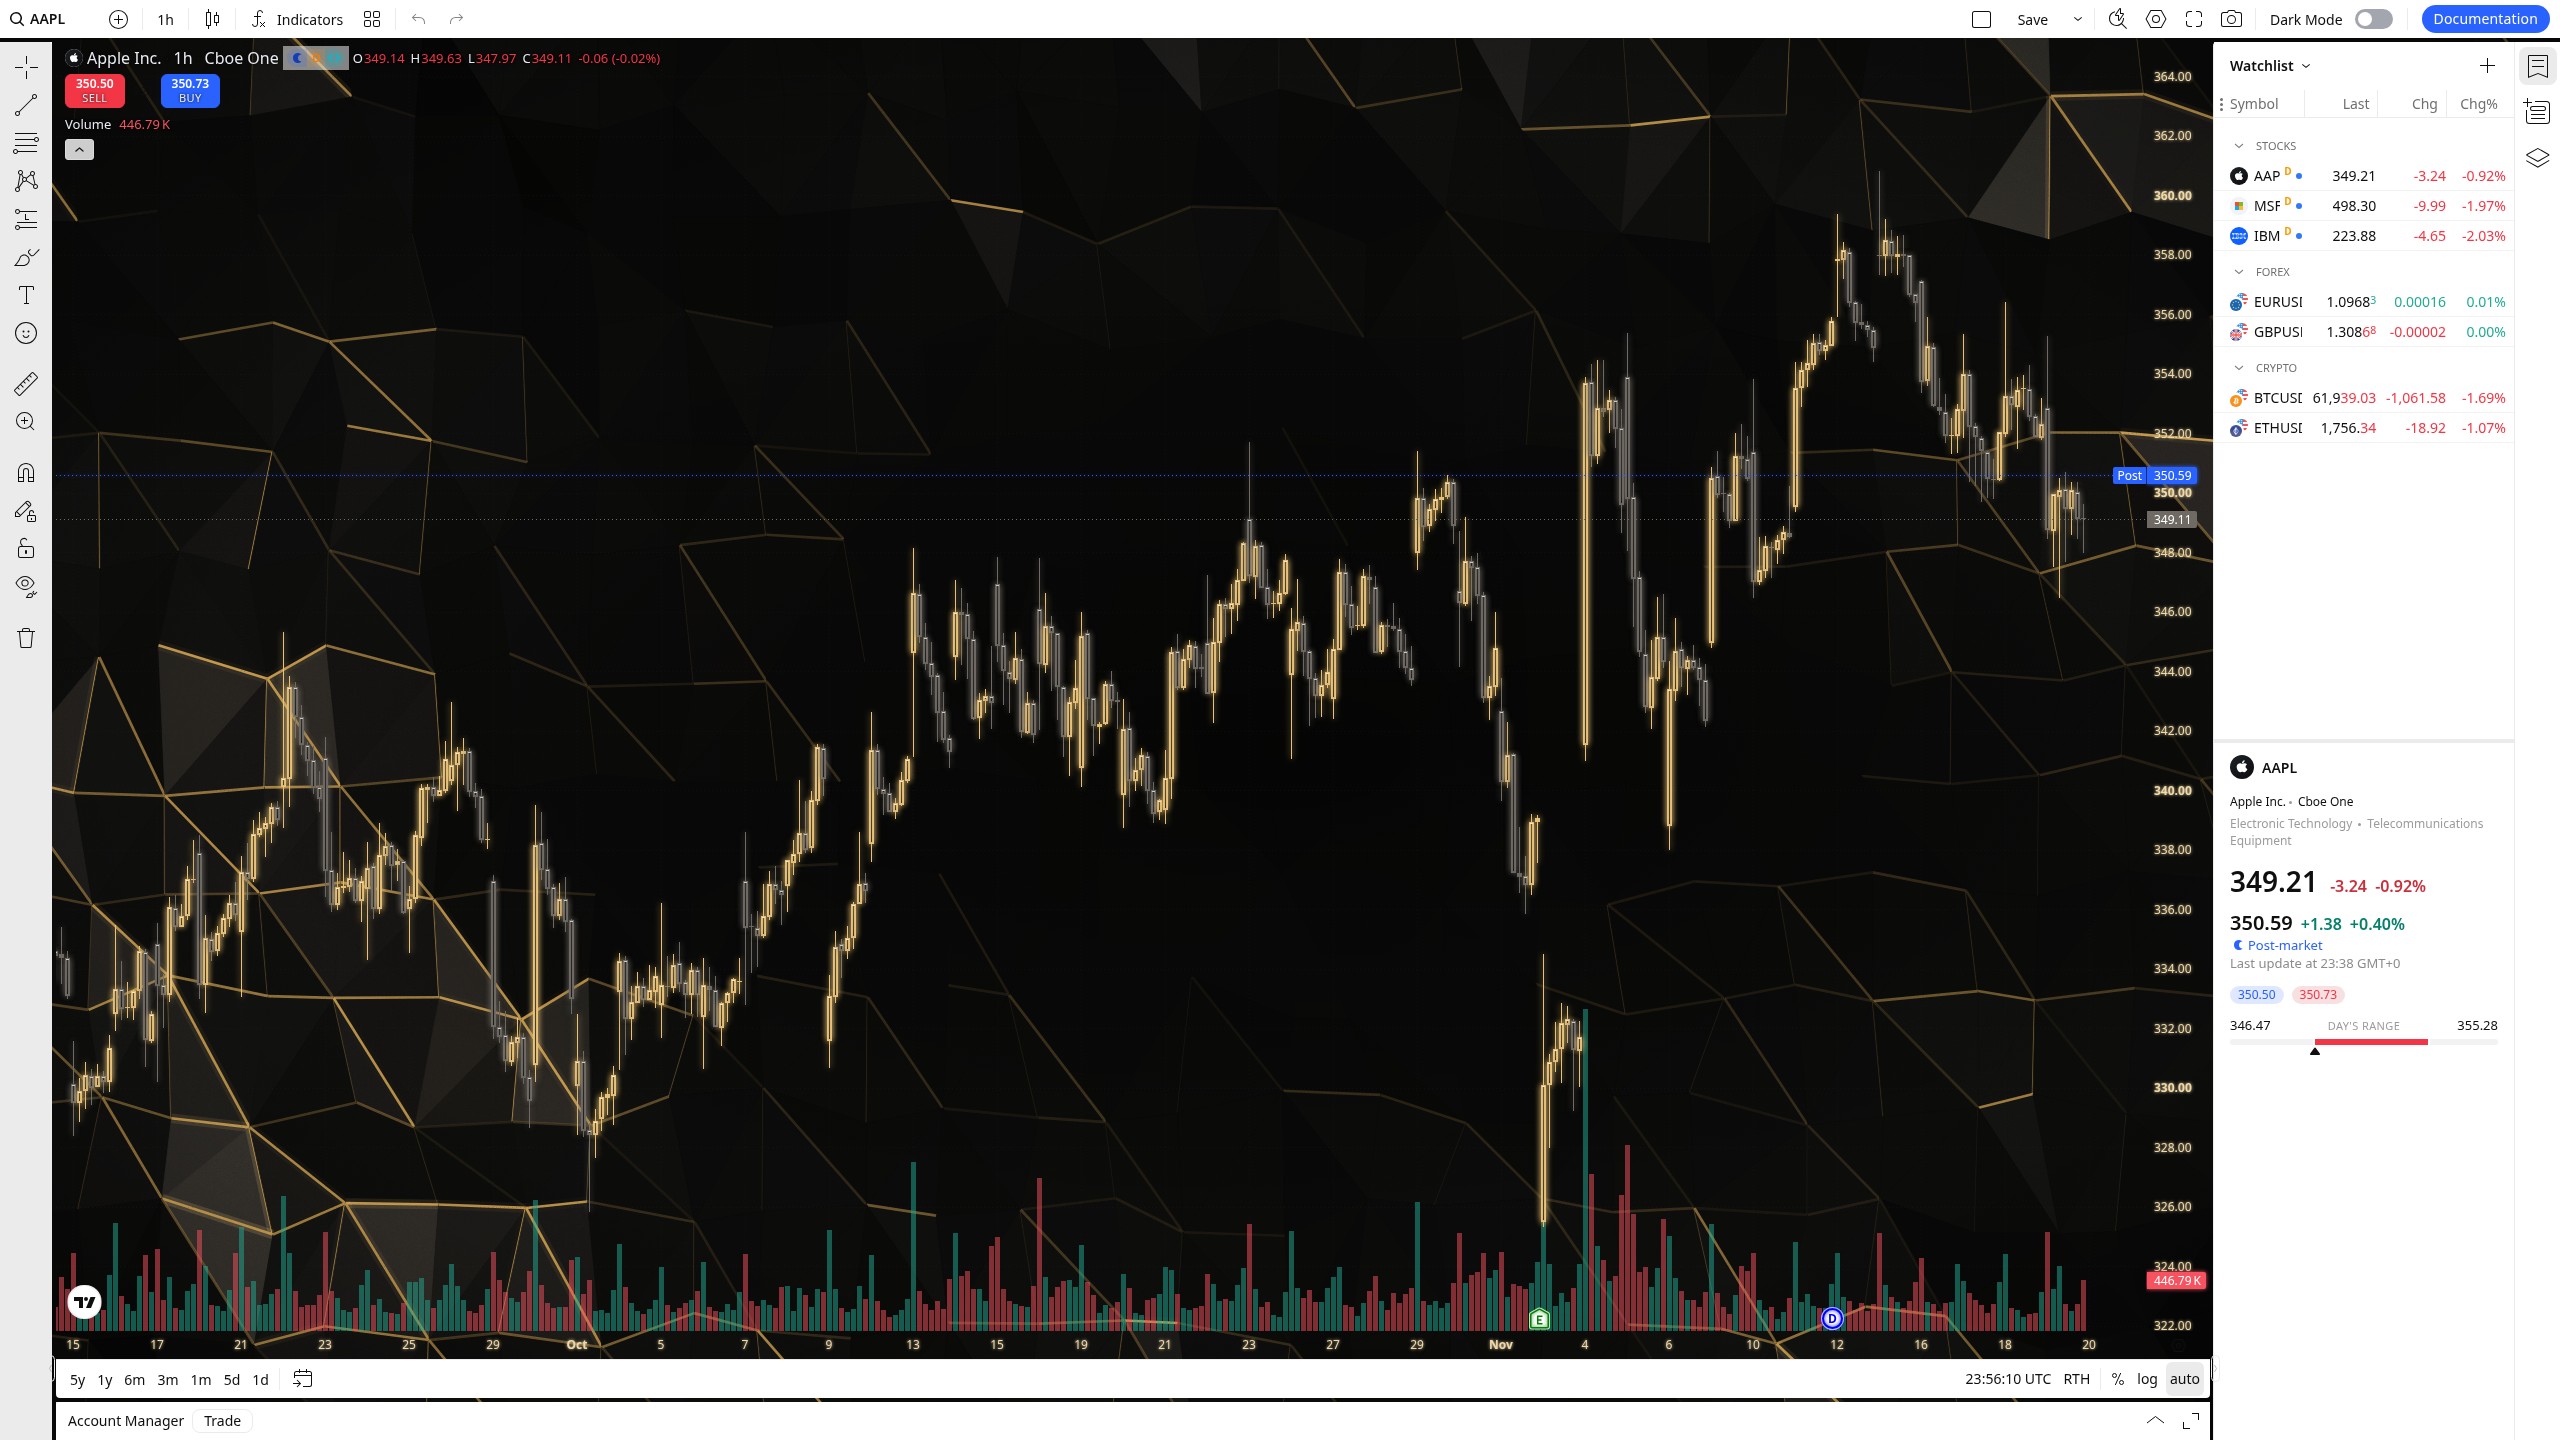 AAPL 1h Indicators Save Dark Mode Documentation
Apple Inc. 1h Cboe One O349.14 H349.63 L347.97 C349.11 -0.06 (-0.02%)
350.50 SELL
350.73 BUY
Volume 446.79 K
364.00
362.00
360.00
358.00
356.00
354.00
352.00
Post 350.59
350.00
349.11
348.00
346.00
344.00
342.00
340.00
338.00
336.00
334.00
332.00
330.00
328.00
326.00
324.00
446.79 K
322.00
E
D
15 17 21 23 25 29 Oct 5 7 9 13 15 19 21 23 27 29 Nov 4 6 10 12 16 18 20
5y 1y 6m 3m 1m 5d 1d
23:56:10 UTC RTH % log auto
Account Manager Trade
Watchlist
Symbol Last Chg Chg%
STOCKS
AAP D 349.21 -3.24 -0.92%
MSF D 498.30 -9.99 -1.97%
IBM D 223.88 -4.65 -2.03%
FOREX
EURUSI 1.09683 0.00016 0.01%
GBPUSI 1.30868 -0.00002 0.00%
CRYPTO
BTCUSI 61,939.03 -1,061.58 -1.69%
ETHUSI 1,756.34 -18.92 -1.07%
AAPL
Apple Inc. • Cboe One
Electronic Technology • Telecommunications
Equipment
349.21 -3.24 -0.92%
350.59 +1.38 +0.40%
Post-market
Last update at 23:38 GMT+0
350.50 350.73
346.47 DAY'S RANGE 355.28